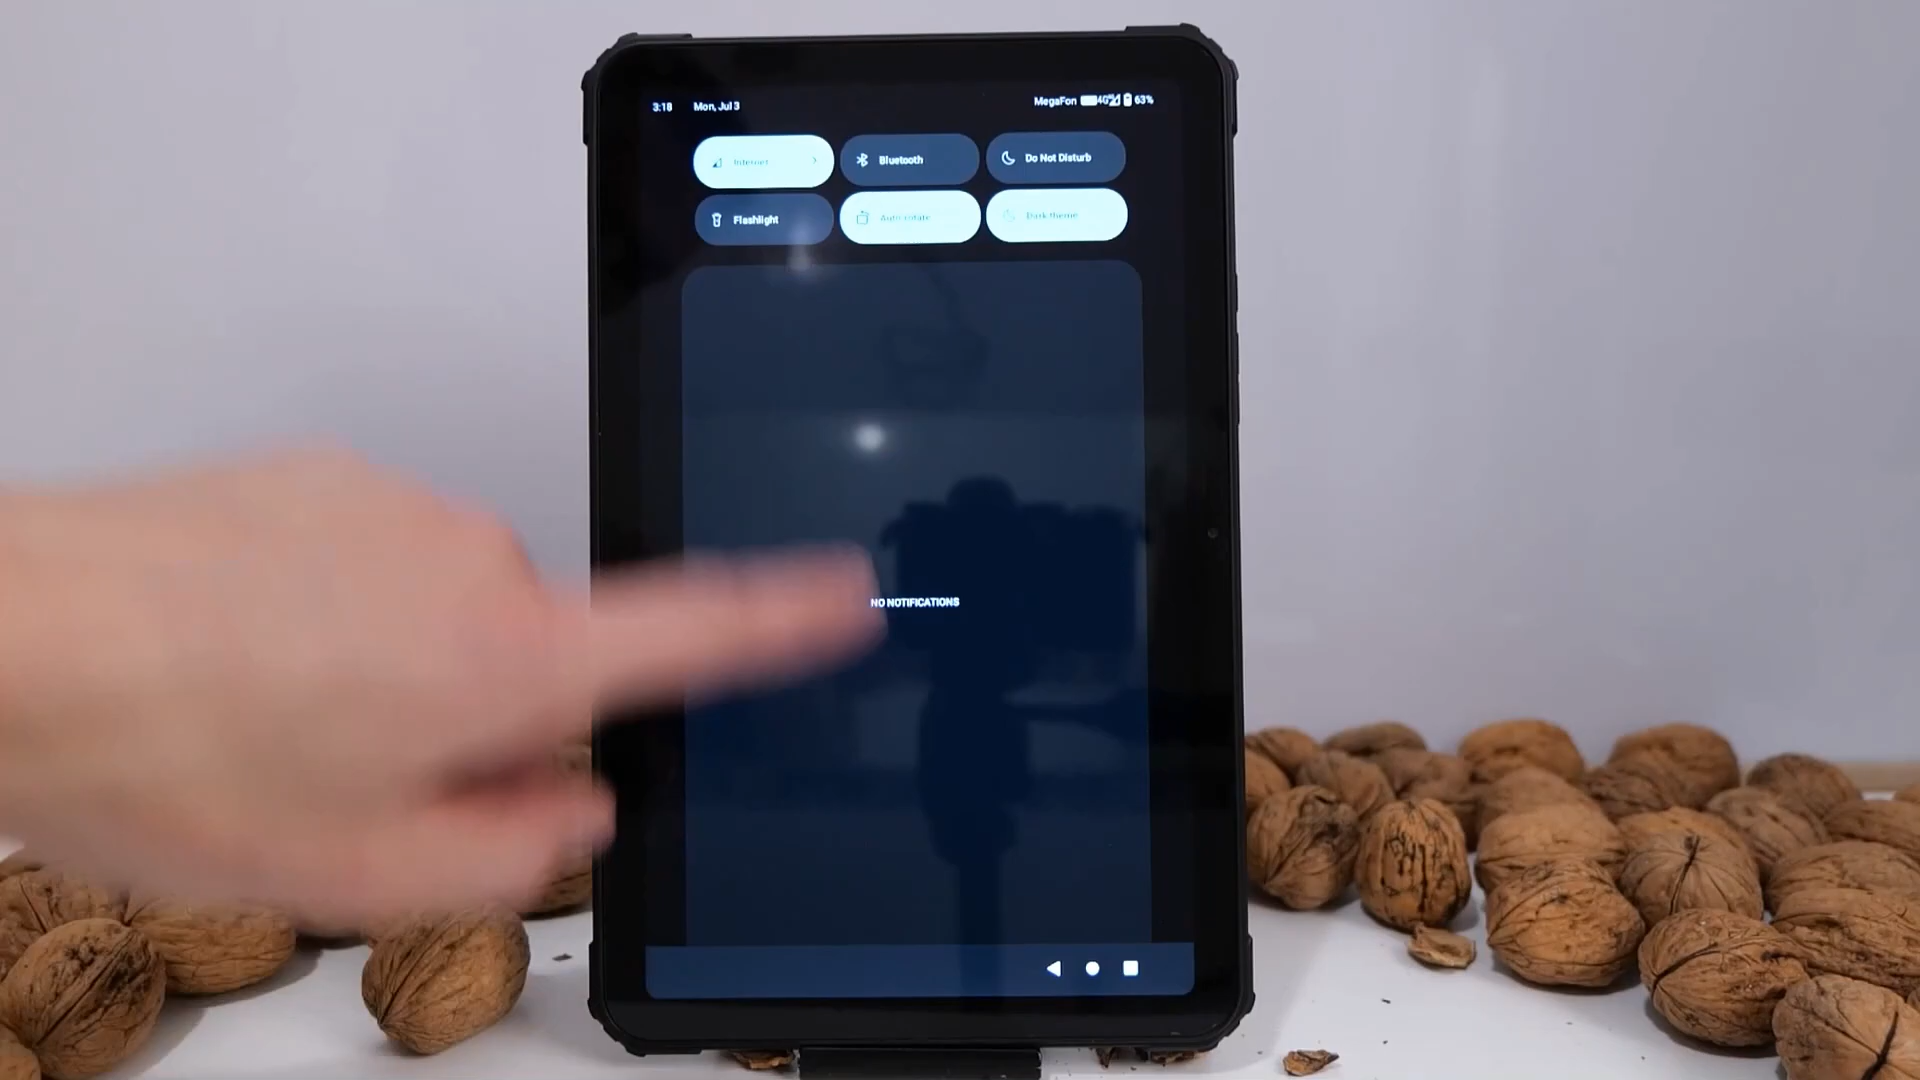 3:18 Mon, Jul 3 MegaFon 4G 63%
Internet Bluetooth Do Not Disturb
Flashlight Auto-rotate Dark theme
NO NOTIFICATIONS